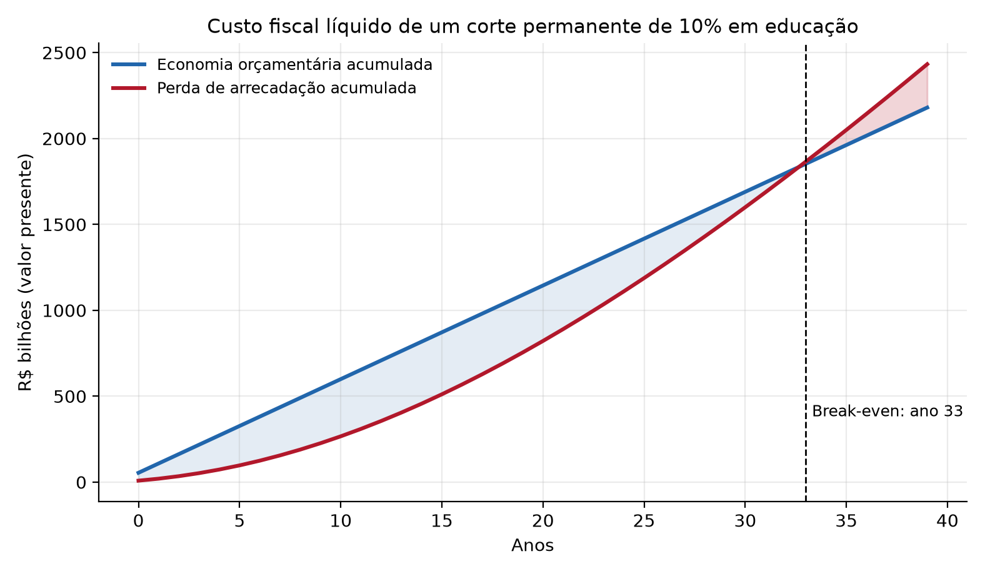 Custo fiscal líquido de um corte permanente de 10% em educação
Economia orçamentária acumulada
Perda de arrecadação acumulada
R$ bilhões (valor presente)
2500
2000
1500
1000
500
0
Break-even: ano 33
0 5 10 15 20 25 30 35 40
Anos